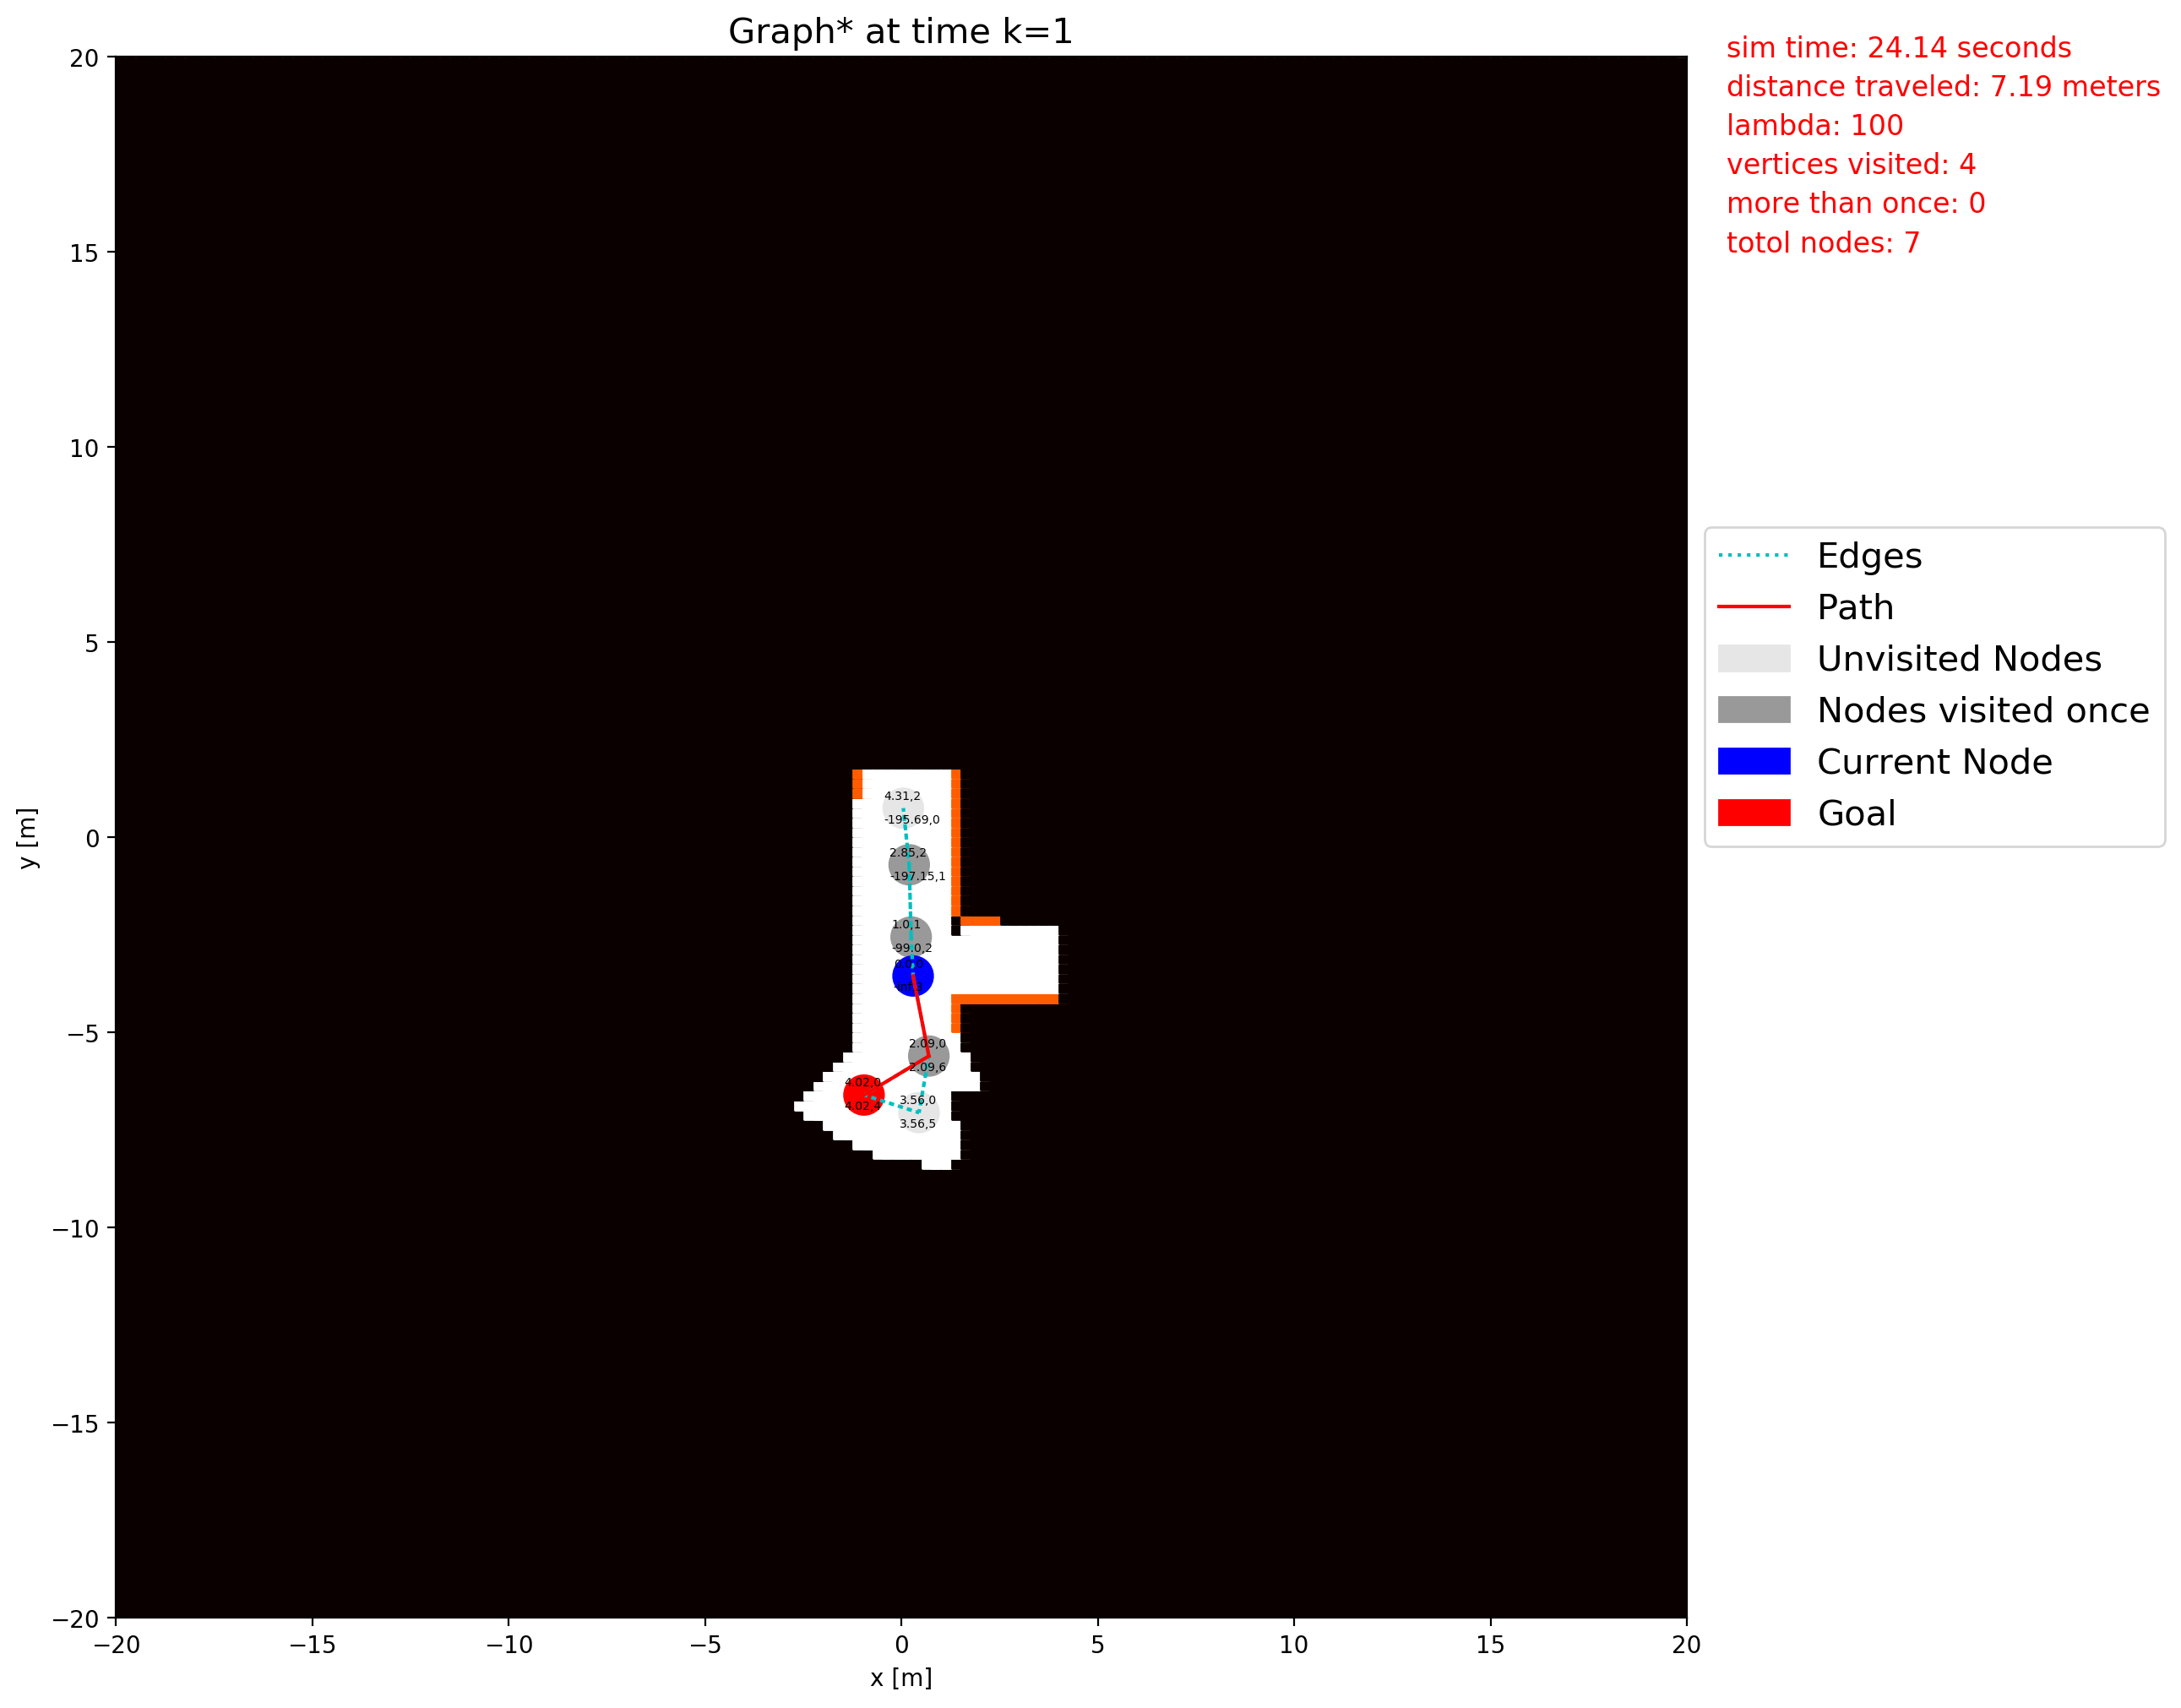 Graph* at time k=1
sim time: 24.14 seconds
distance traveled: 7.19 meters
lambda: 100
vertices visited: 4
more than once: 0
totol nodes: 7
20
15
10
5
0
−5
−10
−15
−20
y [m]
4.31,2
-195.69,0
2.85,2
-197.15,1
1.0,1
-99.0,2
0.0,0
2.09,0
2.09,6
4.02,0
4.02,4
3.56,0
3.56,5
Edges
Path
Unvisited Nodes
Nodes visited once
Current Node
Goal
−20 −15 −10 −5 0 5 10 15 20
x [m]